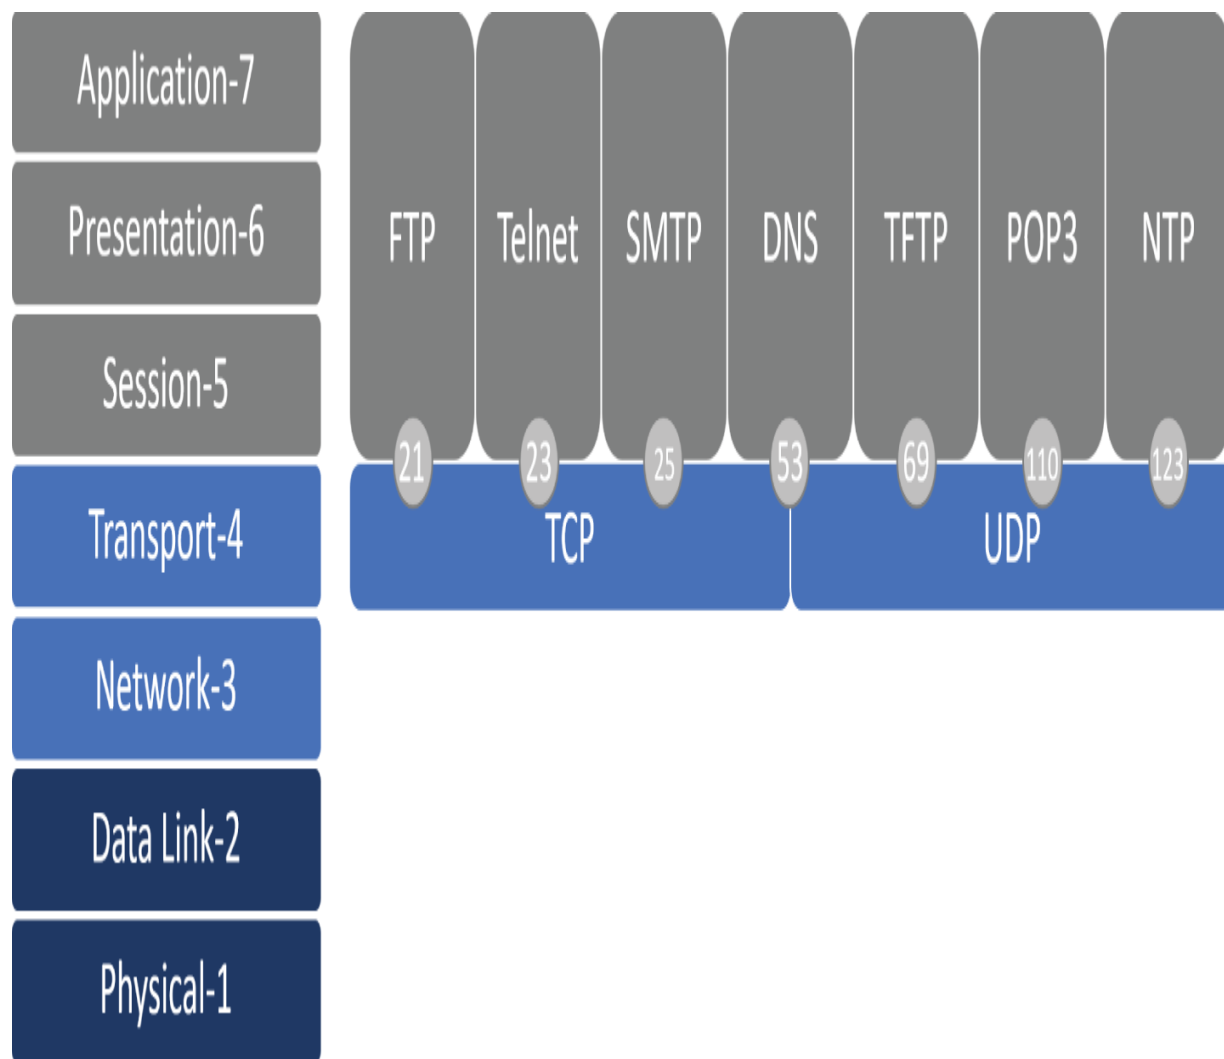 Application-7
Presentation-6
Session-5
Transport-4
Network-3
Data Link-2
Physical-1
FTP Telnet SMTP DNS TFTP POP3 NTP
21 23 25 53 69 110 123
TCP UDP